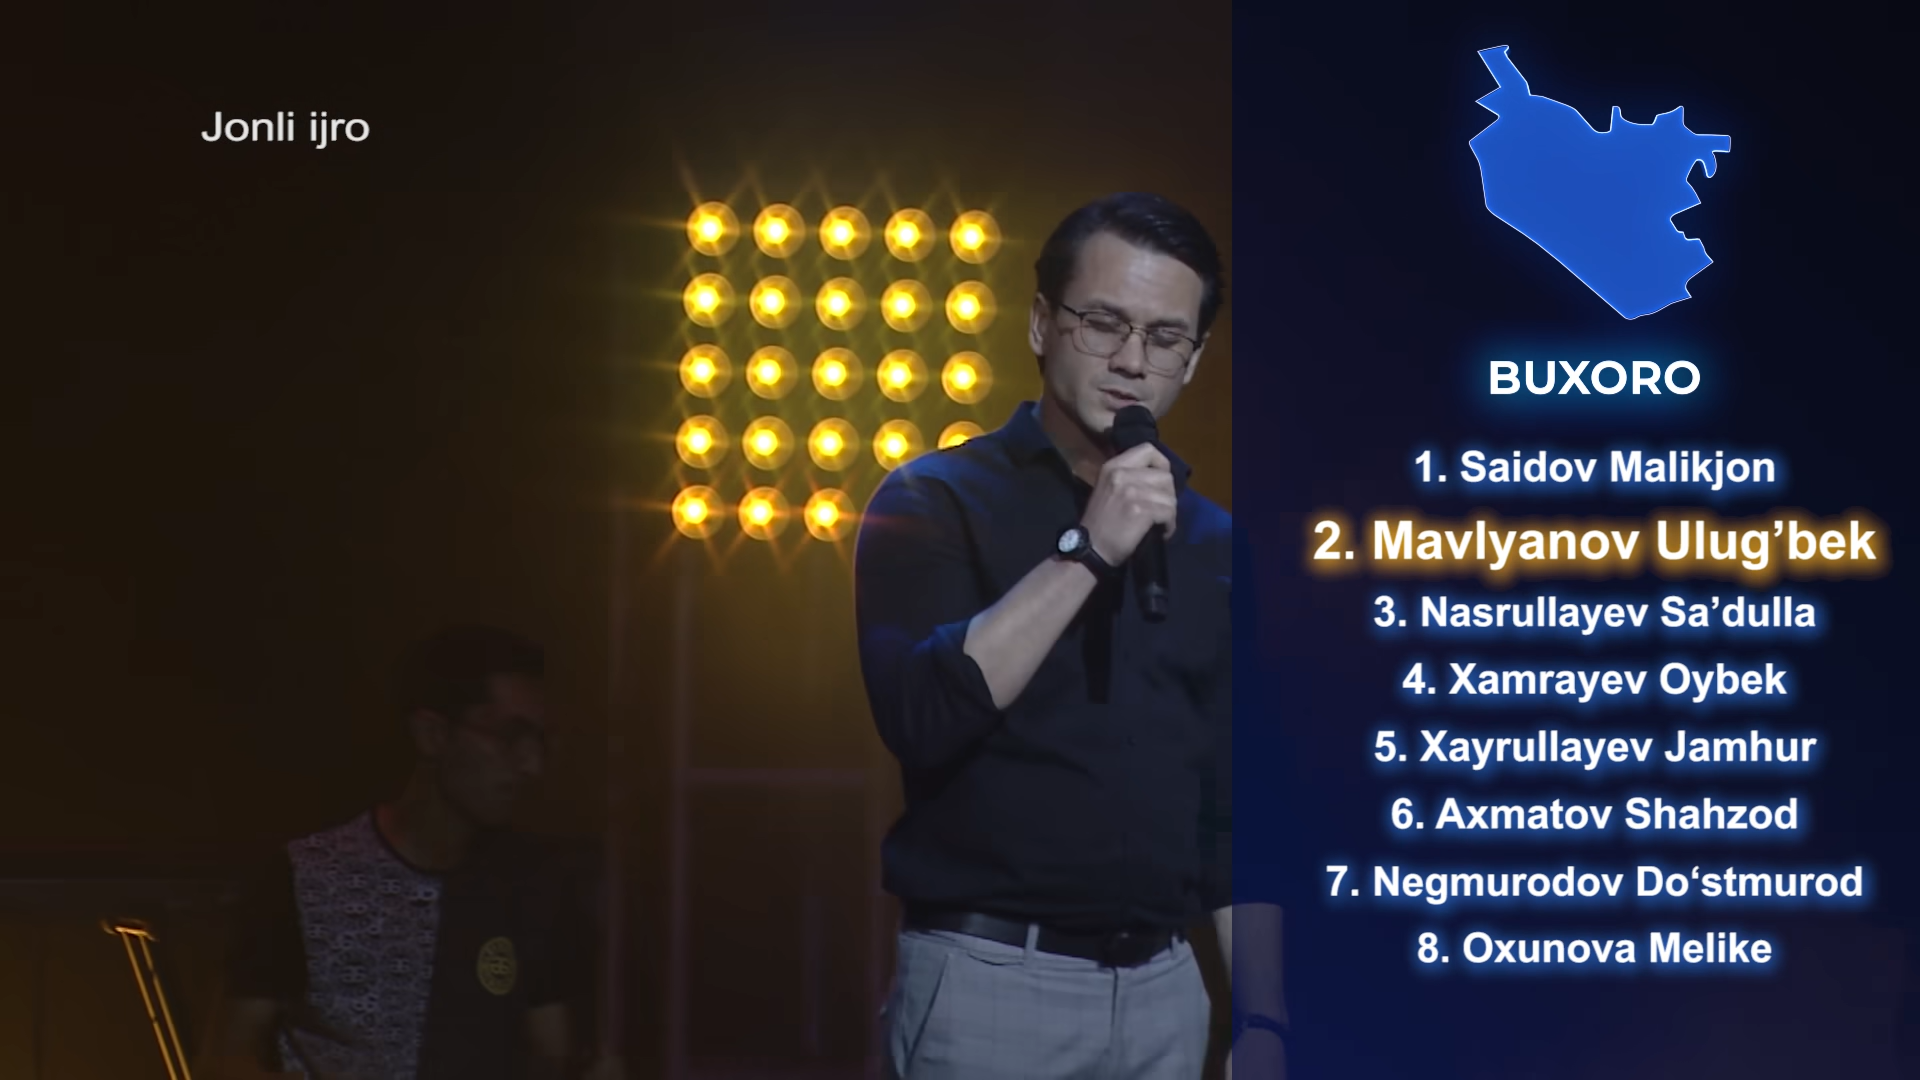 Jonli ijro
BUXORO
1. Saidov Malikjon
2. Mavlyanov Ulug’bek
3. Nasrullayev Sa’dulla
4. Xamrayev Oybek
5. Xayrullayev Jamhur
6. Axmatov Shahzod
7. Negmurodov Do‘stmurod
8. Oxunova Melike